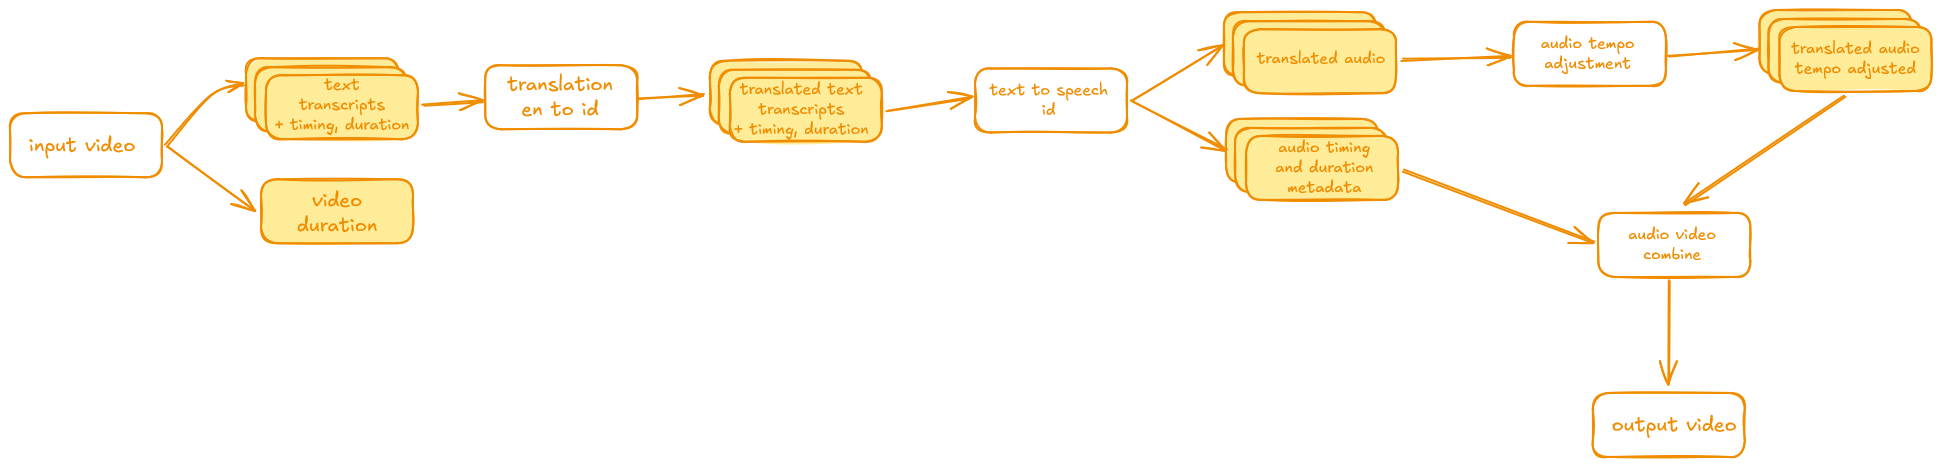 input video
text
transcripts
+ timing, duration
video
duration
translation
en to id
translated text
transcripts
+ timing, duration
text to speech
id
translated audio
audio timing
and duration
metadata
audio tempo
adjustment
translated audio
tempo adjusted
audio video
combine
output video